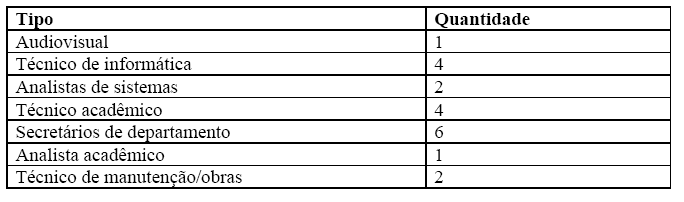 Tipo Quantidade
Audiovisual 1
Técnico de informática 4
Analistas de sistemas 2
Técnico acadêmico 4
Secretários de departamento 6
Analista acadêmico 1
Técnico de manutenção/obras 2